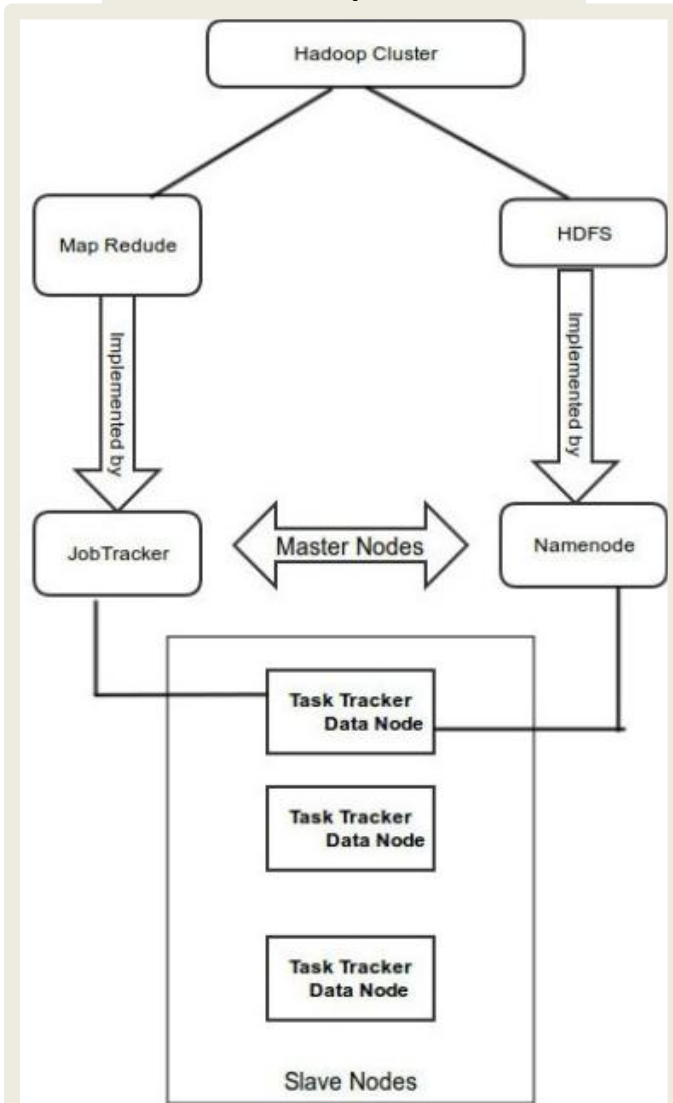 Hadoop Cluster
Map Redude
HDFS
Implemented by
Implemented by
JobTracker
Master Nodes
Namenode
Task Tracker
Data Node
Task Tracker
Data Node
Task Tracker
Data Node
Slave Nodes